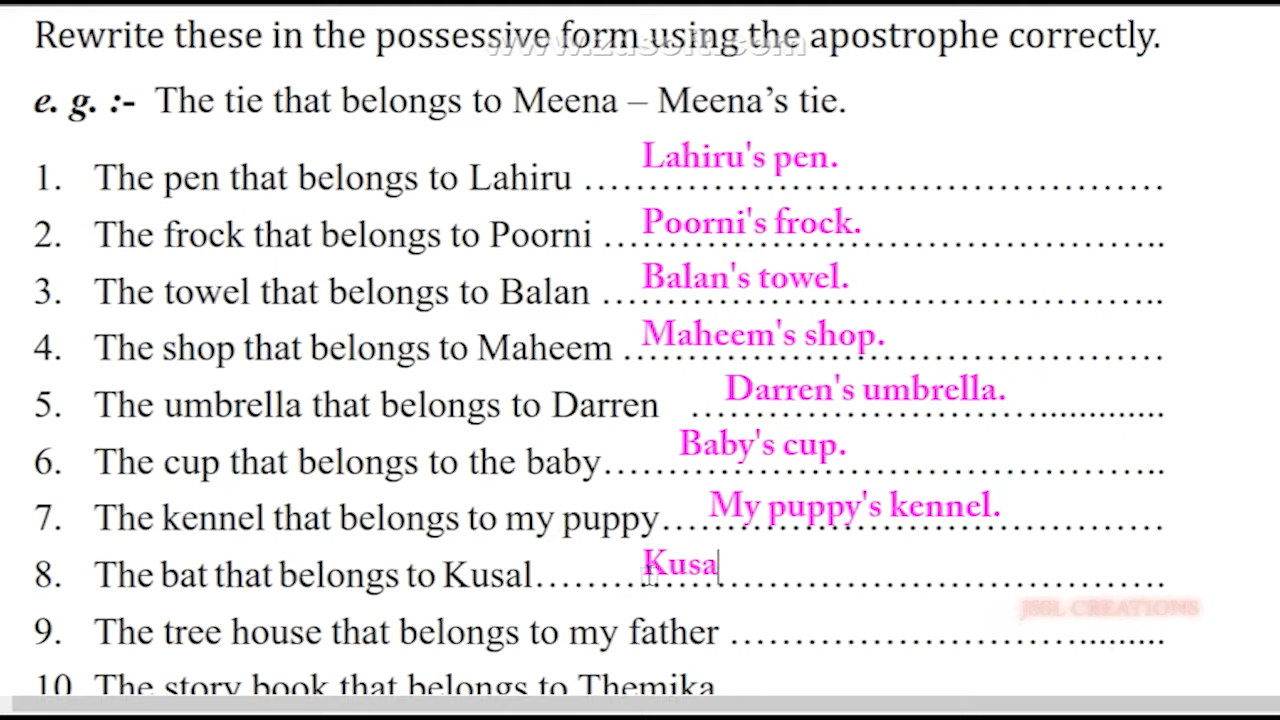 Rewrite these in the possessive form using the apostrophe correctly.
e. g. :- The tie that belongs to Meena – Meena’s tie.
1. The pen that belongs to Lahiru ………………………………………… Lahiru's pen.
2. The frock that belongs to Poorni ……………………………………….. Poorni's frock.
3. The towel that belongs to Balan ……………………………………….. Balan's towel.
4. The shop that belongs to Maheem ……………………………………… Maheem's shop.
5. The umbrella that belongs to Darren ………………………............. Darren's umbrella.
6. The cup that belongs to the baby……………………………………….. Baby's cup.
7. The kennel that belongs to my puppy…………………………………… My puppy's kennel.
8. The bat that belongs to Kusal……………………………………………. Kusa
JSSL CREATIONS
9. The tree house that belongs to my father ………………………......... 
10 The story book that belongs to Themika